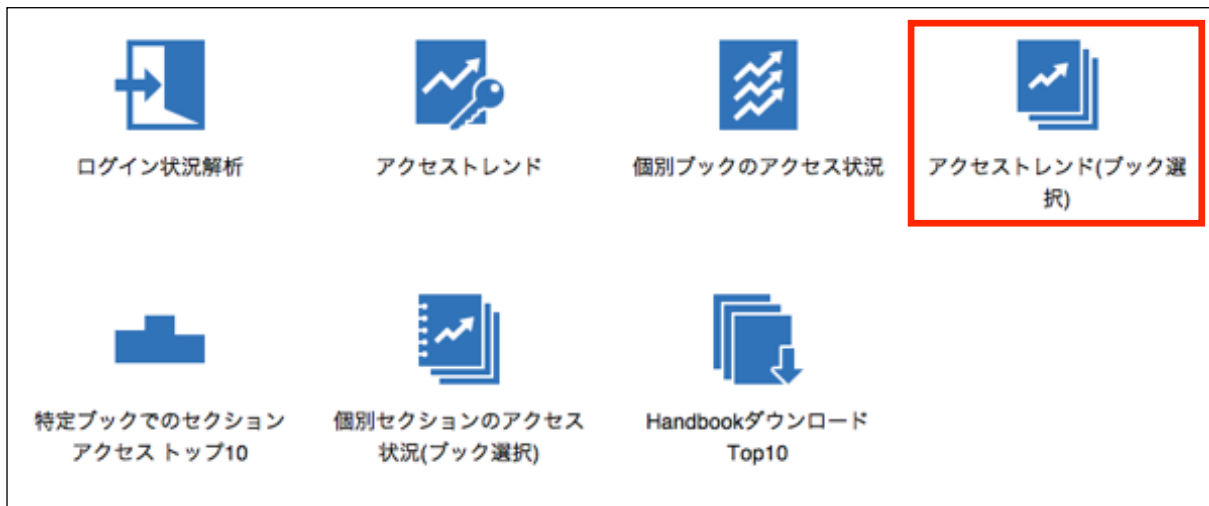 ログイン状況解析
アクセストレンド
個別ブックのアクセス状況
アクセストレンド(ブック選
択)
特定ブックでのセクション
アクセストップ10
個別セクションのアクセス
状況(ブック選択)
Handbookダウンロード
Top10